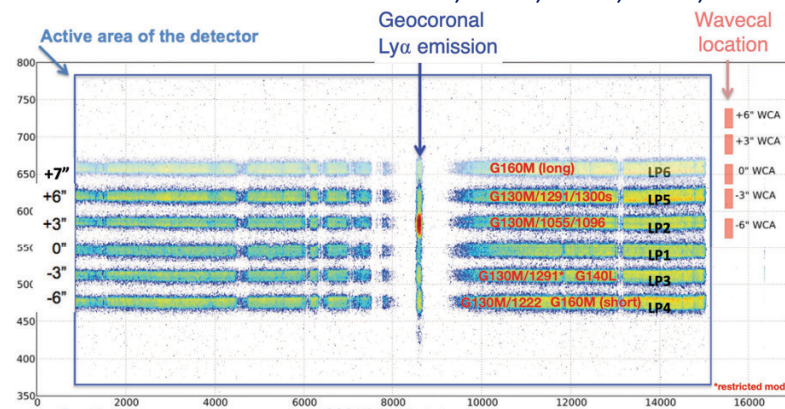 Geocoronal
Lyα emission
Wavecal
location
Active area of the detector
800
750
700
650
600
550
500
450
400
350
+7"
+6"
+3"
0"
-3"
-6"
G160M (long)
LP6
G130M/1291/1300s
LP5
G130M/1055/1096
LP2
LP1
G130M/1291* G140L
LP3
G130M/1222 G160M (short)
LP4
+6" WCA
+3" WCA
0" WCA
-3" WCA
-6" WCA
*restricted mod
2000
4000
6000
8000
10000
12000
14000
16000